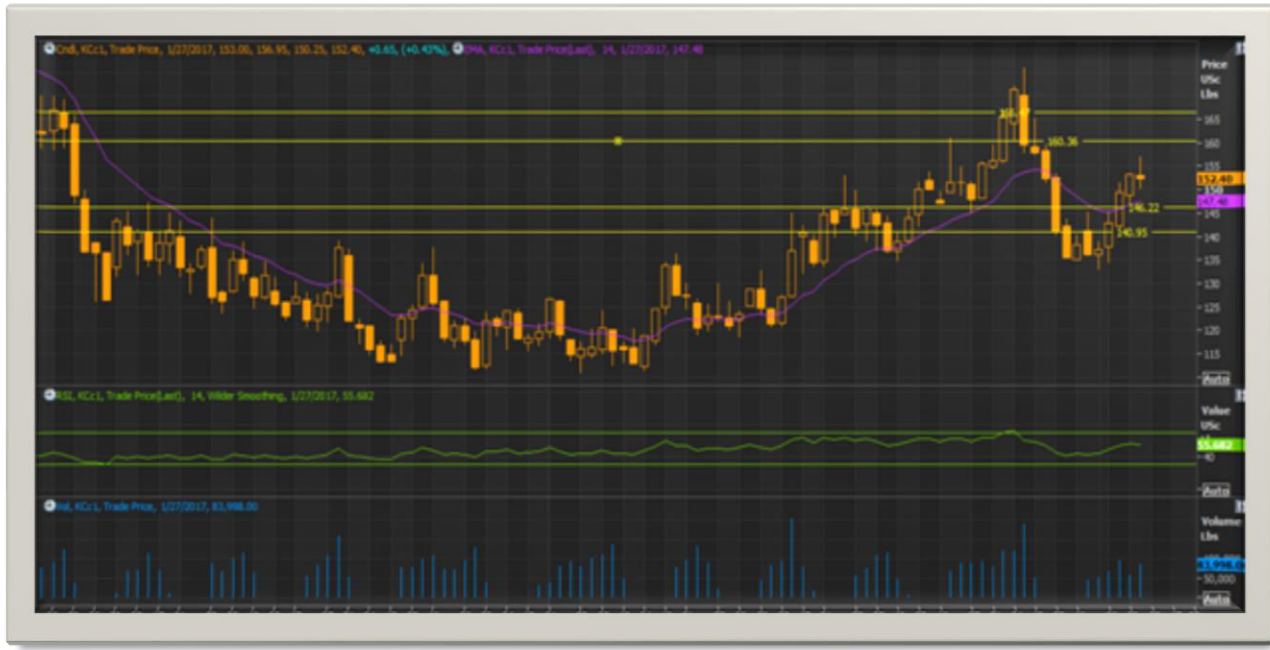 Cndl, KCc1, Trade Price, 1/27/2017, 153.00, 156.95, 150.25, 152.40, +0.65, (+0.43%), EMA, KCc1, Trade Price(Last), 14, 1/27/2017, 147.48
Price
USc
Lbs
165
160
155
152.40
150
147.48
145
140
135
130
125
120
115
160.36
146.22
140.95
Auto
RSI, KCc1, Trade Price(Last), 14, Wilder Smoothing, 1/27/2017, 55.682
Value
USc
55.682
40
Auto
Vol, KCc1, Trade Price, 1/27/2017, 83,998.00
Volume
Lbs
50,000
Auto